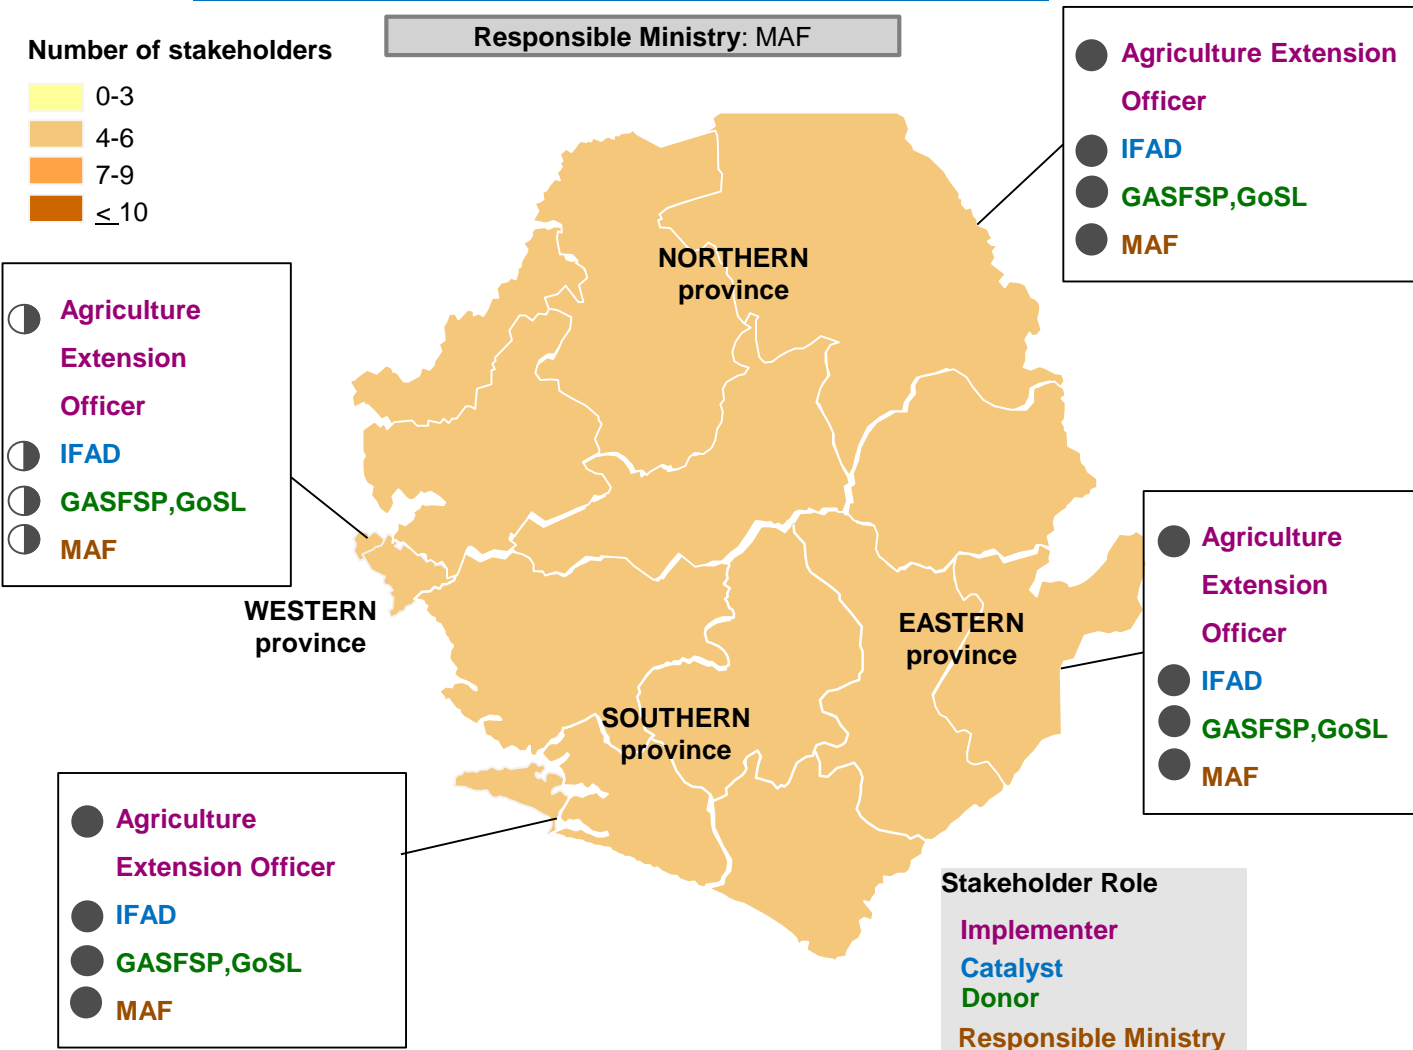 Responsible Ministry: MAF
Number of stakeholders
0-3
4-6
7-9
< 10
Agriculture Extension
Officer
IFAD
GASFSP,GoSL
MAF
NORTHERN
province
Agriculture
Extension
Officer
IFAD
GASFSP,GoSL
MAF
WESTERN
province
EASTERN
province
Agriculture
Extension
Officer
IFAD
GASFSP,GoSL
MAF
SOUTHERN
province
Agriculture
Extension Officer
IFAD
GASFSP,GoSL
MAF
Stakeholder Role
Implementer
Catalyst
Donor
Responsible Ministry